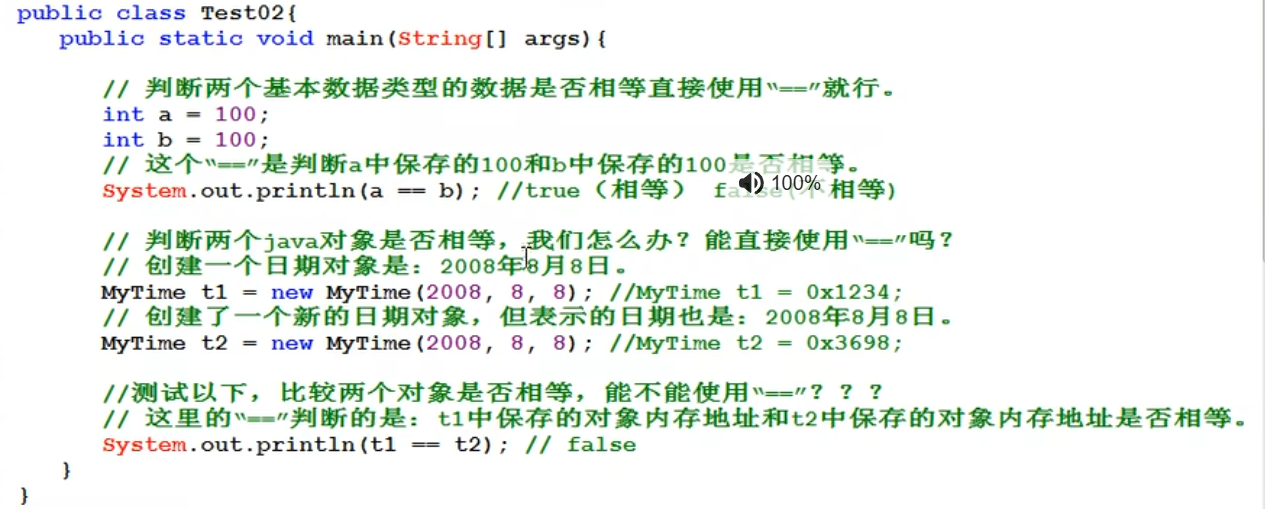 public class Test02{
public static void main(String[] args){
// 判断两个基本数据类型的数据是否相等直接使用“==”就行。
int a = 100;
int b = 100;
// 这个“==”是判断a中保存的100和b中保存的100是否相等。
System.out.println(a == b); //true（相等） false(不相等)
100%
// 判断两个java对象是否相等，我们怎么办？能直接使用“==”吗？
// 创建一个日期对象是：2008年8月8日。
MyTime t1 = new MyTime(2008, 8, 8); //MyTime t1 = 0x1234;
// 创建了一个新的日期对象，但表示的日期也是：2008年8月8日。
MyTime t2 = new MyTime(2008, 8, 8); //MyTime t2 = 0x3698;
//测试以下，比较两个对象是否相等，能不能使用“==”？？？
// 这里的“==”判断的是：t1中保存的对象内存地址和t2中保存的对象内存地址是否相等。
System.out.println(t1 == t2); // false
}
}